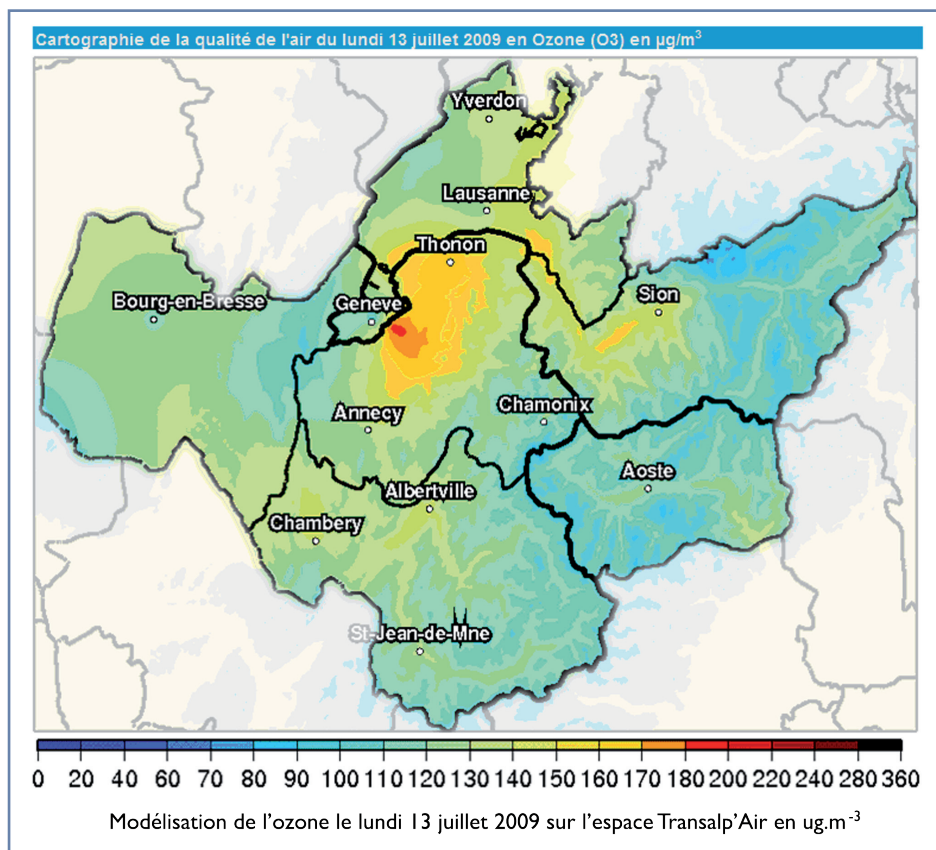 Cartographie de la qualité de l'air du lundi 13 juillet 2009 en Ozone (O3) en µg/m³
Yverdon
Lausanne
Thonon
Bourg-en-Bresse
Geneve
Sion
Annecy
Chamonix
Aoste
Albertville
Chambery
St-Jean-de-Mne
0 20 40 60 70 80 90 100 110 120 130 140 150 160 170 180 200 220 240 280 360
Modélisation de l'ozone le lundi 13 juillet 2009 sur l'espace Transalp'Air en ug.m-3